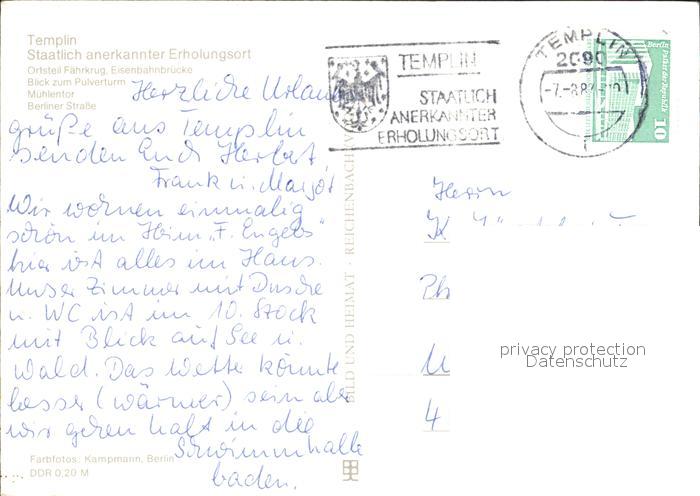 Templin
Staatlich anerkannter Erholungsort
Ortsteil Fährkrug, Eisenbahnbrücke
Blick zum Pulverturm
Mühlentor
Berliner Straße
Herzliche Urlaubs
grüße aus Templin
senden Euch Herbert,
Frank u. Margot
Wir wohnen einmalig
schön im Heim „F. Engels"
hier ist alles im Haus.
Unser Zimmer mit Dusche
u. WC ist im 10. Stock
mit Blick auf See u.
Wald. Das Wetter könnte
besser (wärmer) sein aber
wir gehen halt in die
Schwimmhalle
baden.
Farbfotos: Kampmann, Berlin
DDR 0,20 M
BILD UND HEIMAT · REICHENBACH
TEMPLIN
STAATLICH
ANERKANNTER
ERHOLUNGSORT
TEMPLIN
2090
Berlin Palast der Republik
10
Herrn
K
Ph
U
4
privacy protection
Datenschutz